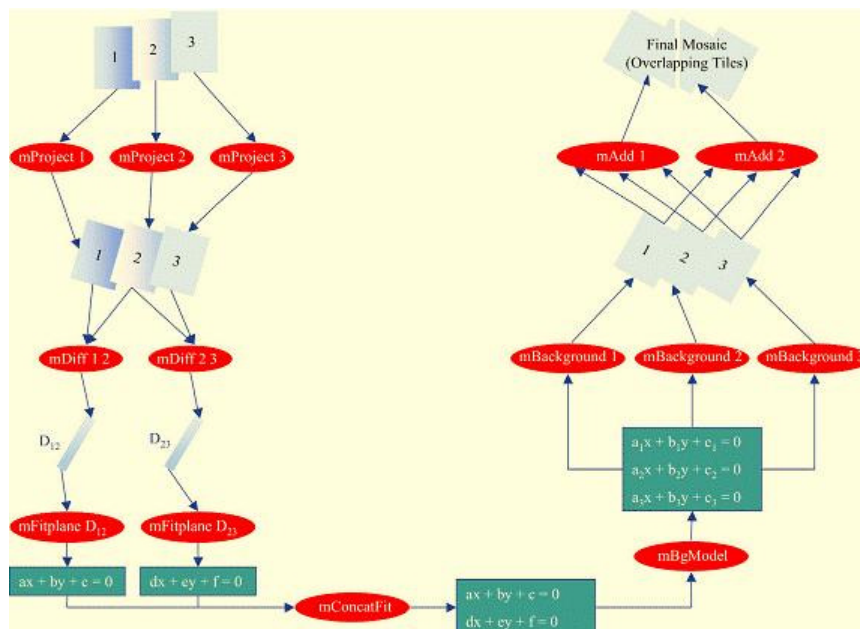 1
2
3
mProject 1
mProject 2
mProject 3
1
2
3
mDiff 1 2
mDiff 2 3
D₁₂
D₂₃
mFitplane D₁₂
mFitplane D₂₃
ax + by + c = 0
dx + ey + f = 0
mConcatFit
ax + by + c = 0
dx + ey + f = 0
mBgModel
a₁x + b₁y + c₁ = 0
a₂x + b₂y + c₂ = 0
a₃x + b₃y + c₃ = 0
mBackground 1
mBackground 2
mBackground 3
1
2
3
mAdd 1
mAdd 2
Final Mosaic
(Overlapping Tiles)